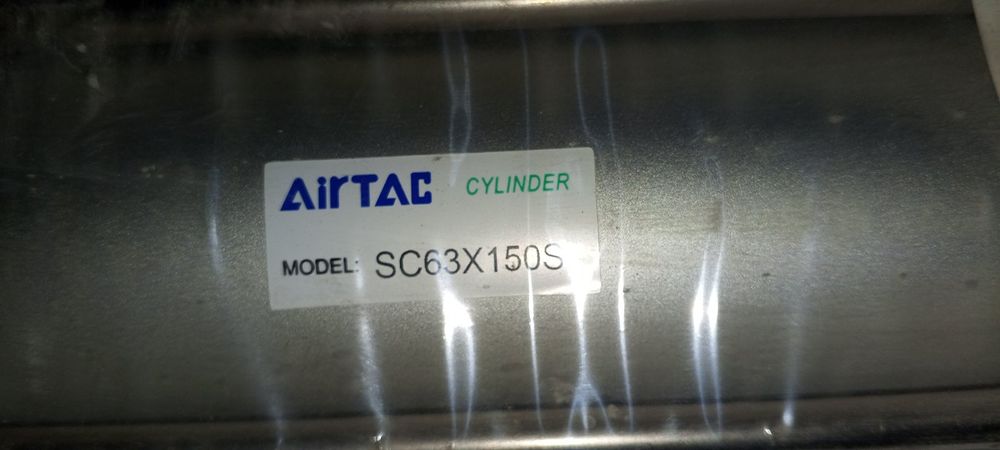 AirTAC CYLINDER
MODEL: SC63X150S